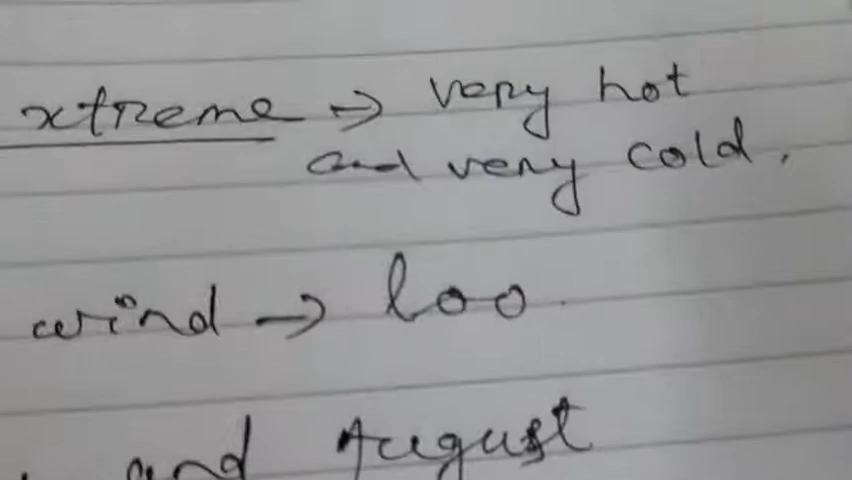 xtreme → very hot
and very cold.
wind → loo.
and August